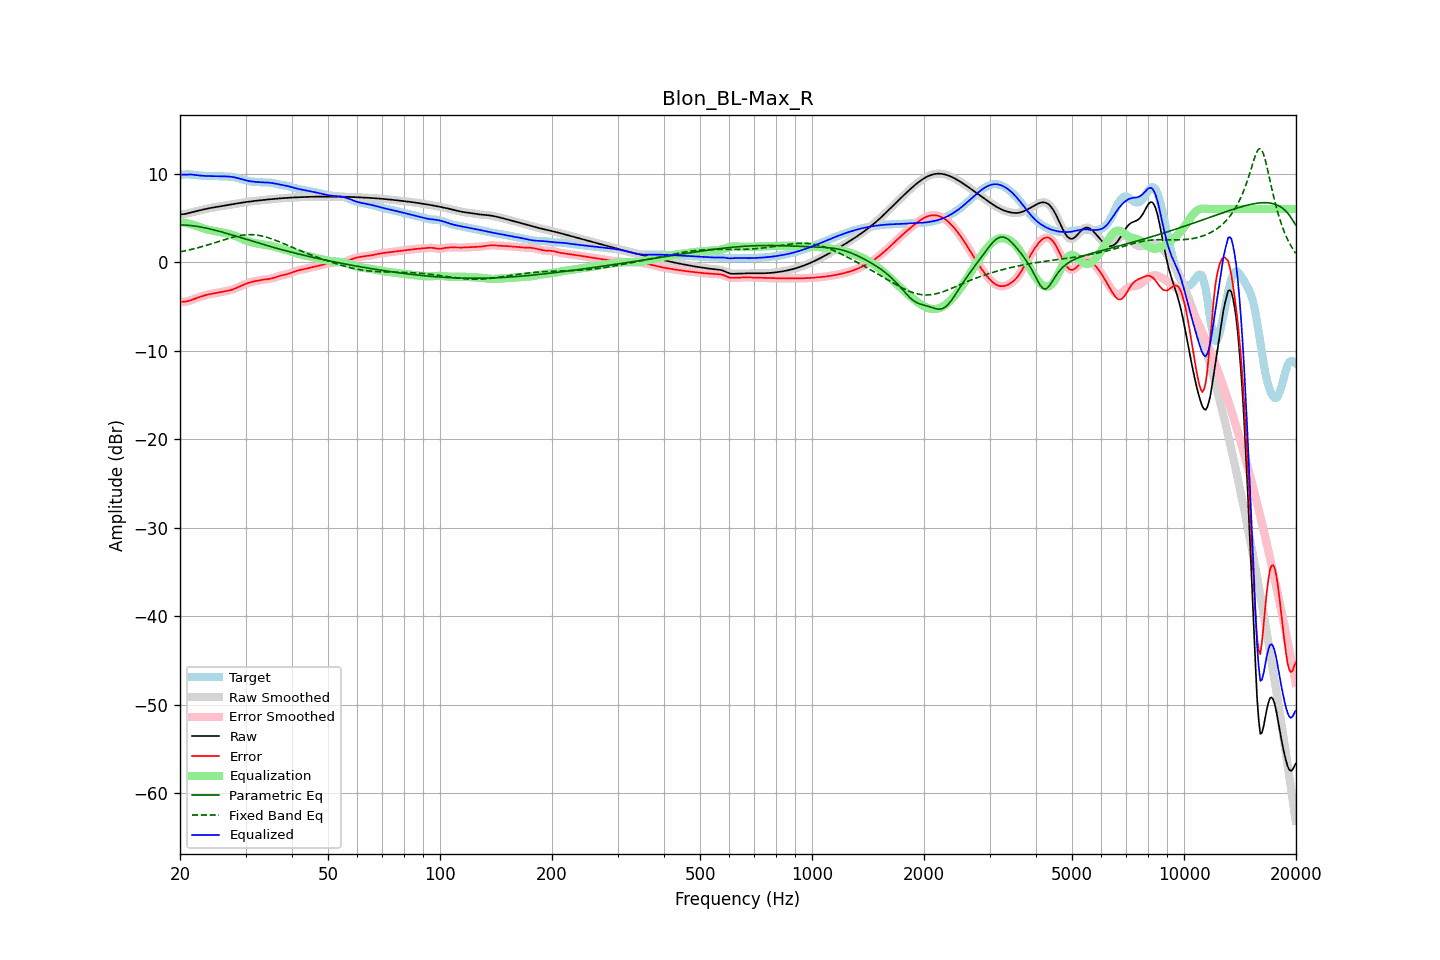 Blon_BL-Max_R
Amplitude (dBr)
10
0
−10
−20
−30
−40
−50
−60
Target
Raw Smoothed
Error Smoothed
Raw
Error
Equalization
Parametric Eq
Fixed Band Eq
Equalized
20 50 100 200 500 1000 2000 5000 10000 20000
Frequency (Hz)